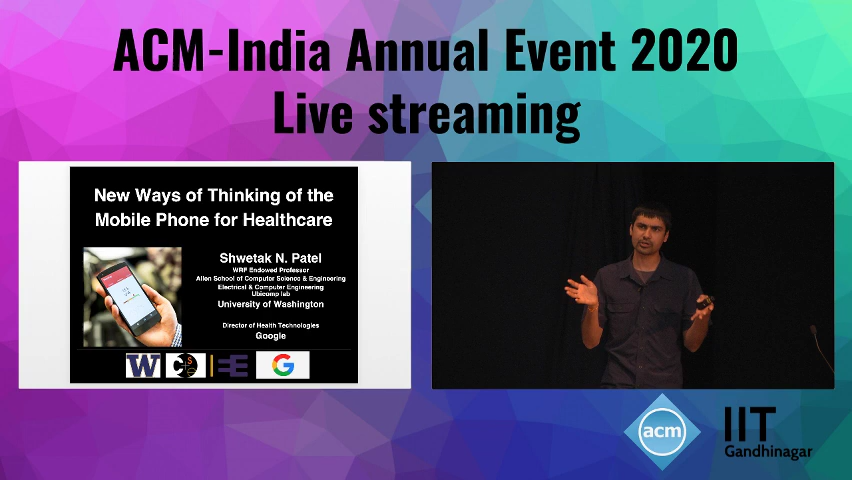 ACM-India Annual Event 2020
Live streaming
New Ways of Thinking of the
Mobile Phone for Healthcare
Shwetak N. Patel
WRF Endowed Professor
Allen School of Computer Science & Engineering
Electrical & Computer Engineering
Ubicomp lab
University of Washington
Director of Health Technologies
Google
W
G
acm
IIT
Gandhinagar